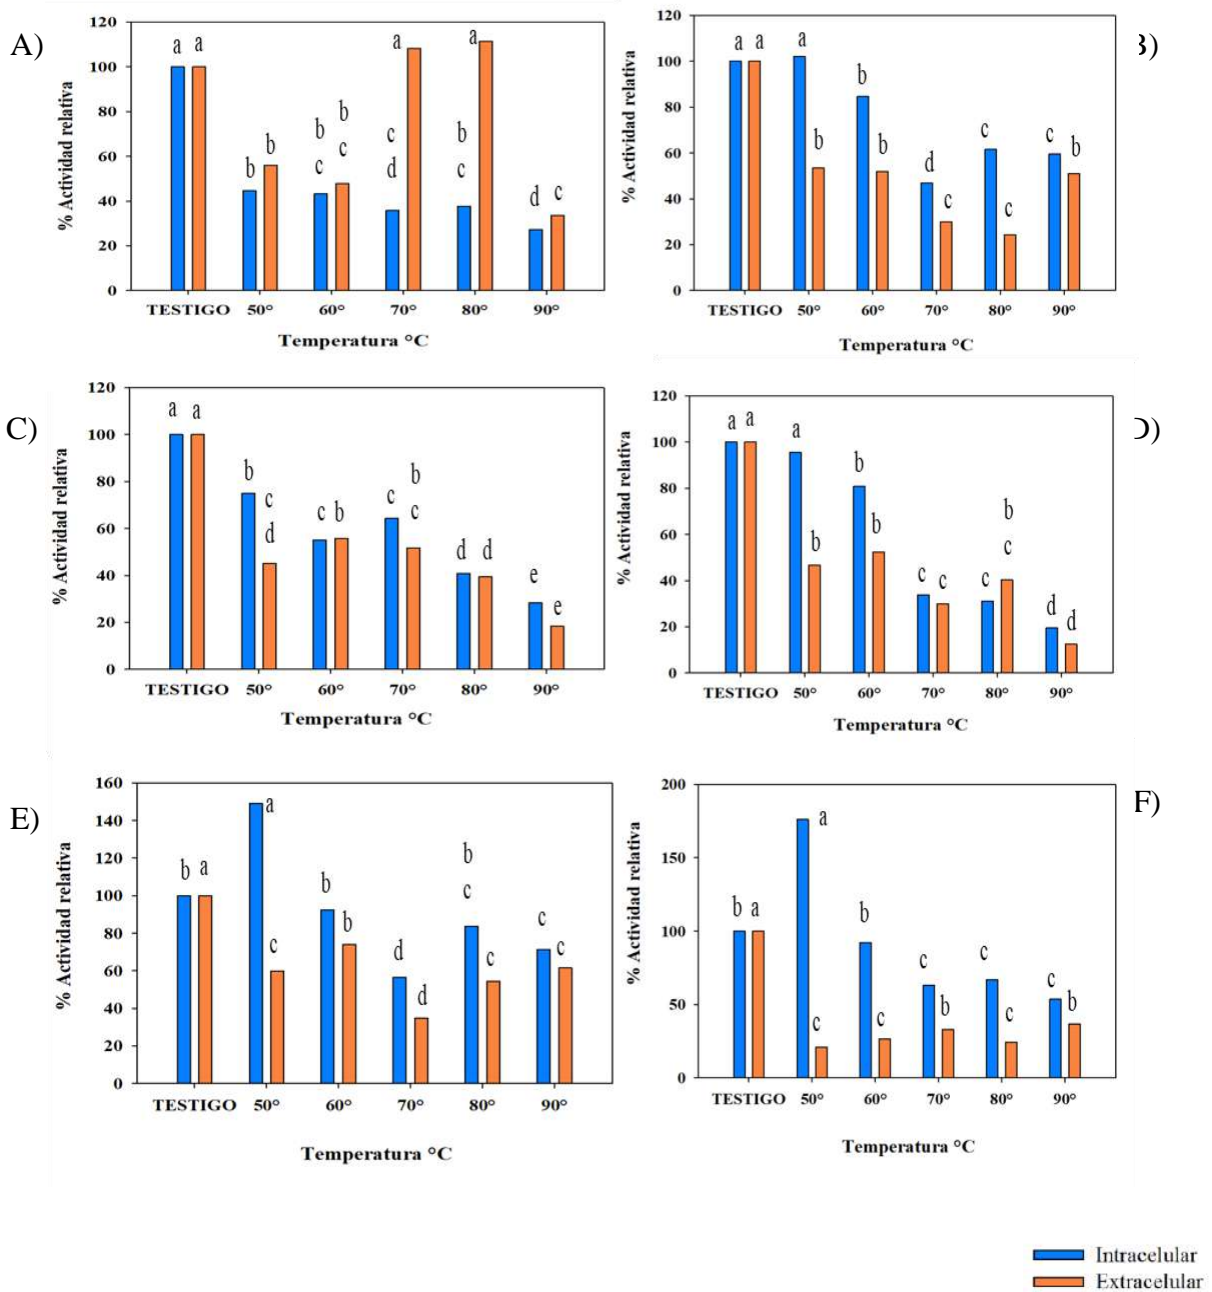 A)
% Actividad relativa
120
100
80
60
40
20
0
a a
b b
b c b c
c d a
b c a
d c
TESTIGO 50° 60° 70° 80° 90°
Temperatura °C
B)
% Actividad relativa
120
100
80
60
40
20
0
a a
a b
b b
d c
c c
c b
TESTIGO 50° 60° 70° 80° 90°
Temperatura °C
C)
% Actividad relativa
120
100
80
60
40
20
0
a a
b c d
c b
c b c
d d
e e
TESTIGO 50° 60° 70° 80° 90°
Temperatura °C
D)
% Actividad relativa
120
100
80
60
40
20
0
a a
a b
b b
c c
c b c
d d
TESTIGO 50° 60° 70° 80° 90°
Temperatura °C
E)
% Actividad relativa
160
140
120
100
80
60
40
20
0
b a
a c
b b
d d
b c c
c c
TESTIGO 50° 60° 70° 80° 90°
Temperatura °C
F)
% Actividad relativa
200
150
100
50
0
b a
a c
b c
c b
c c
c b
TESTIGO 50° 60° 70° 80° 90°
Temperatura °C
Intracelular
Extracelular